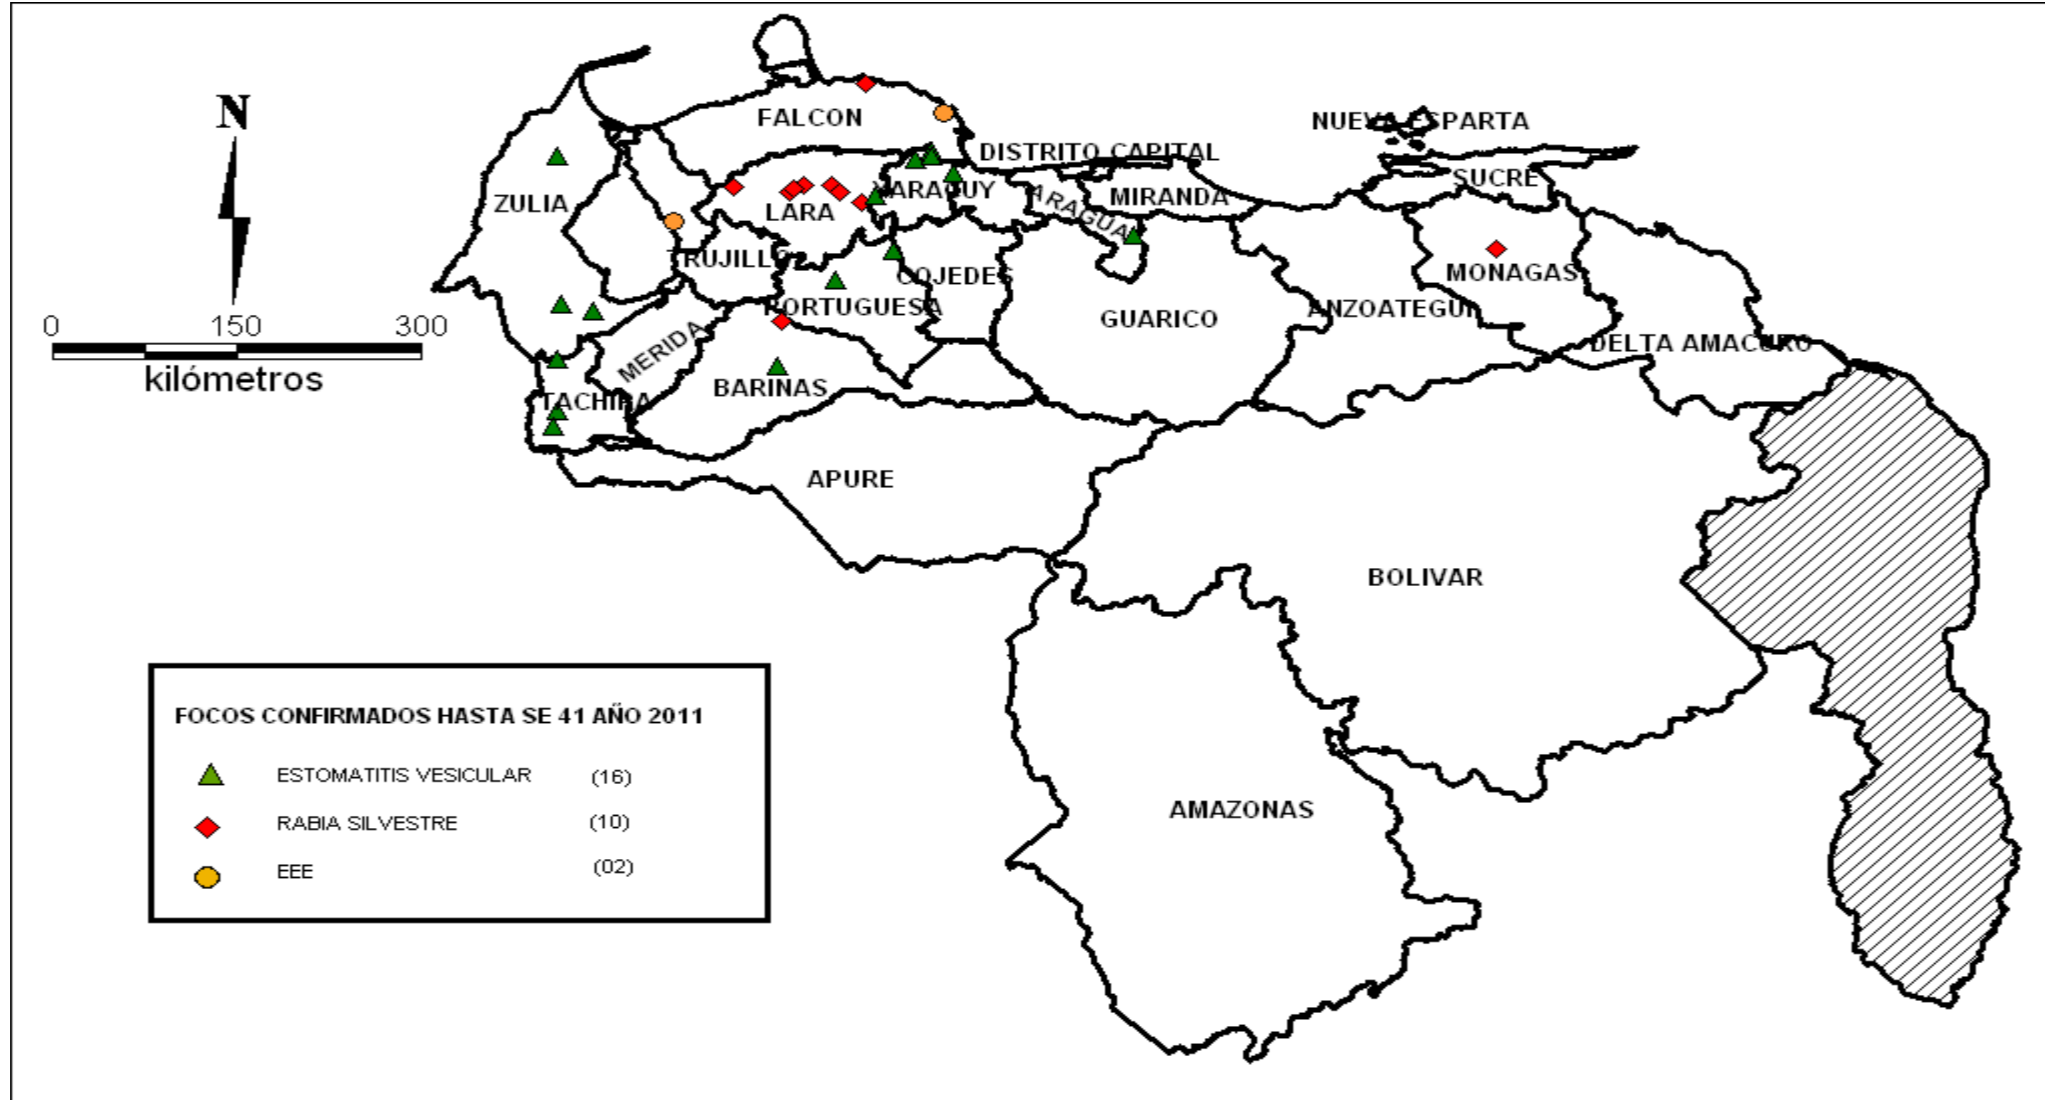 N
FALCON
NUEVA ESPARTA
DISTRITO CAPITAL
SUCRE
YARACUY
ARAGUA
MIRANDA
ZULIA
LARA
TRUJILLO
COJEDES
MONAGAS
PORTUGUESA
GUARICO
ANZOATEGUI
DELTA AMACURO
0 150 300
kilómetros
MERIDA
BARINAS
TACHIRA
APURE
BOLIVAR
AMAZONAS
FOCOS CONFIRMADOS HASTA SE 41 AÑO 2011
ESTOMATITIS VESICULAR (16)
RABIA SILVESTRE (10)
EEE (02)